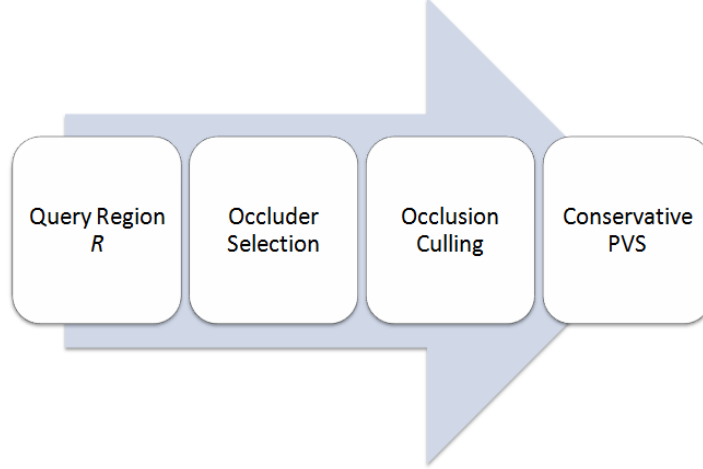 Query Region
R
Occluder
Selection
Occlusion
Culling
Conservative
PVS